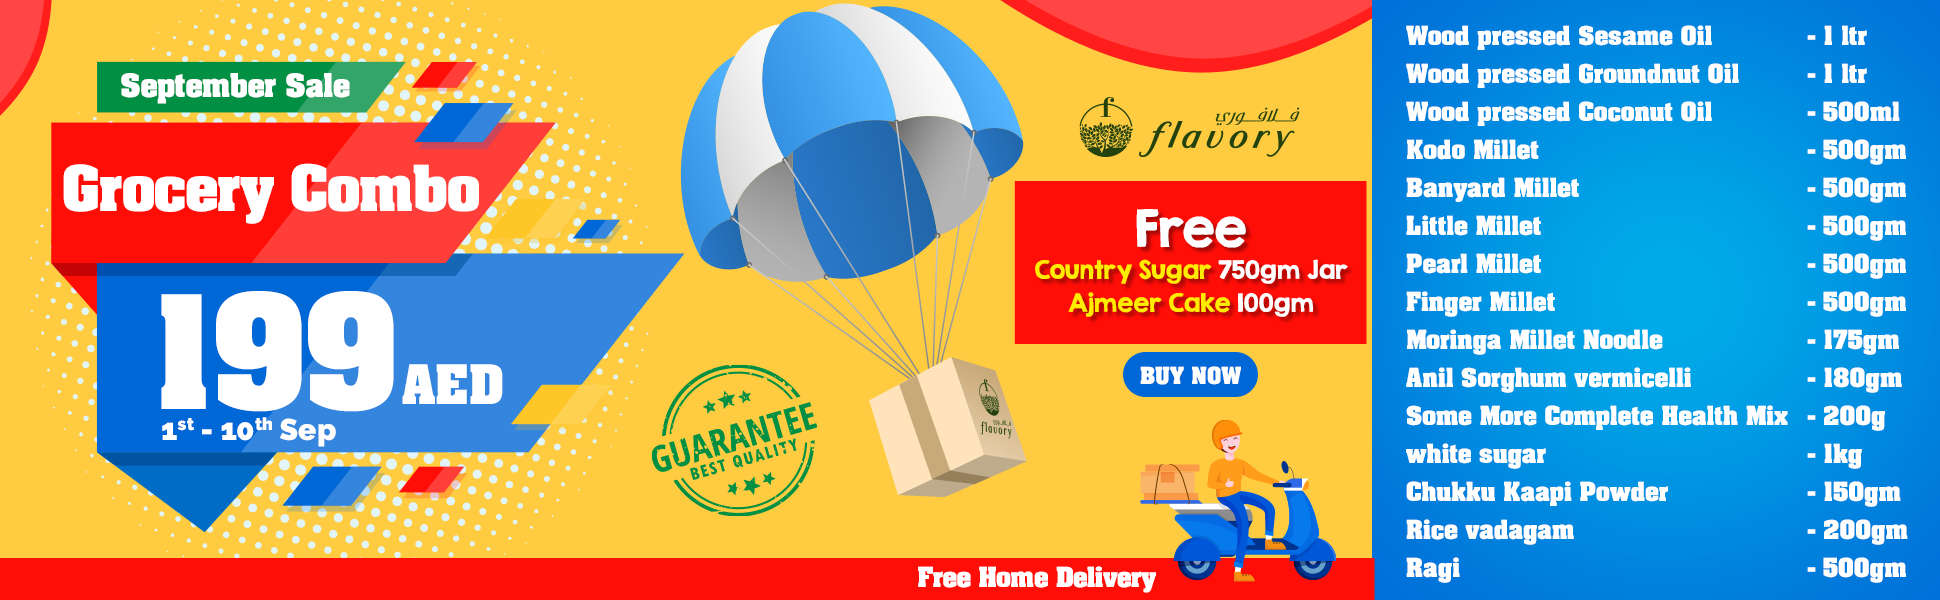 September Sale
Grocery Combo
199 AED
1st - 10th Sep
GUARANTEE
BEST QUALITY
flavory
فلافوري
flavory
Free
Country Sugar 750gm Jar
Ajmeer Cake 100gm
BUY NOW
Free Home Delivery
Wood pressed Sesame Oil - 1 ltr
Wood pressed Groundnut Oil - 1 ltr
Wood pressed Coconut Oil - 500ml
Kodo Millet - 500gm
Banyard Millet - 500gm
Little Millet - 500gm
Pearl Millet - 500gm
Finger Millet - 500gm
Moringa Millet Noodle - 175gm
Anil Sorghum vermicelli - 180gm
Some More Complete Health Mix - 200g
white sugar - 1kg
Chukku Kaapi Powder - 150gm
Rice vadagam - 200gm
Ragi - 500gm